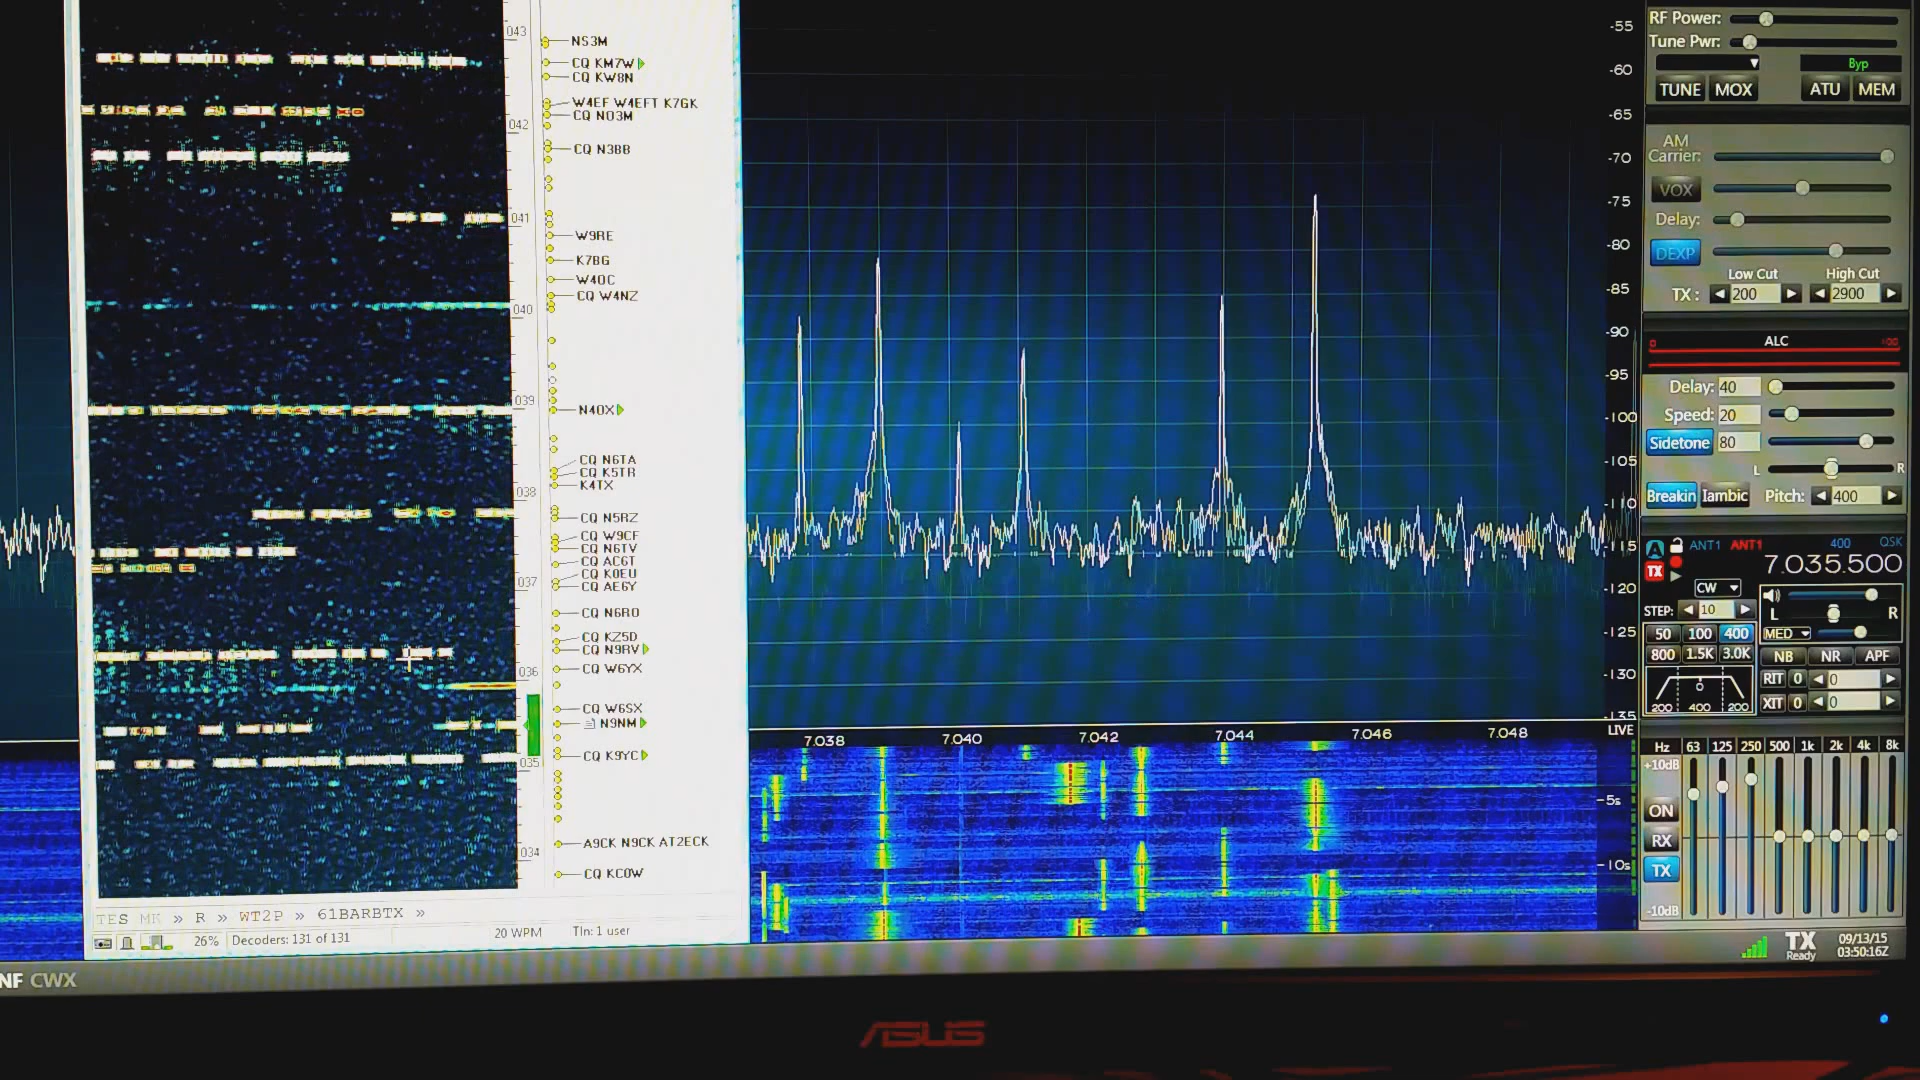 043
NS3M
CQ KM7W
CQ KW8N
W4EF W4EFT K7GK
CQ NO3M
042
CQ N3BB
041
W9RE
K7BG
W4OC
CQ W4NZ
040
039
N4OX
CQ N6TA
CQ K5TR
K4TX
038
CQ N5RZ
CQ W9CF
CQ N6TV
CQ AC6T
CQ K0EU
CQ AE6Y
037
CQ N6RO
CQ KZ5D
CQ N9RV
CQ W6YX
036
CQ W6SX
N9NM
CQ K9YC
035
A9CK N9CK AT2ECK
034
CQ KC0W
TES MK » R » WT2P » 61BARBTX »
26% Decoders: 131 of 131 20 WPM Tln: 1 user
NF CWX
-55
-60
-65
-70
-75
-80
-85
-90
-95
-100
-105
-110
-115
-120
-125
-130
-135
7.038 7.040 7.042 7.044 7.046 7.048 LIVE
-5s
-10s
RF Power:
Tune Pwr:
Byp
TUNE MOX ATU MEM
AM
Carrier:
VOX
Delay:
DEXP
Low Cut High Cut
TX: 200 2900
0 ALC +00
Delay: 40
Speed: 20
Sidetone 80
L R
Breakin Iambic Pitch: 400
A ANT1 ANT1 400 QSK
TX 7.035.500
CW
STEP: 10 L R
50 100 400 MED
800 1.5K 3.0K NB NR APF
RIT 0 0
200 400 200 XIT 0 0
Hz 63 125 250 500 1k 2k 4k 8k
+10dB
ON
RX
TX
-10dB
TX
Ready
09/13/15
03:50:16Z
ASUS